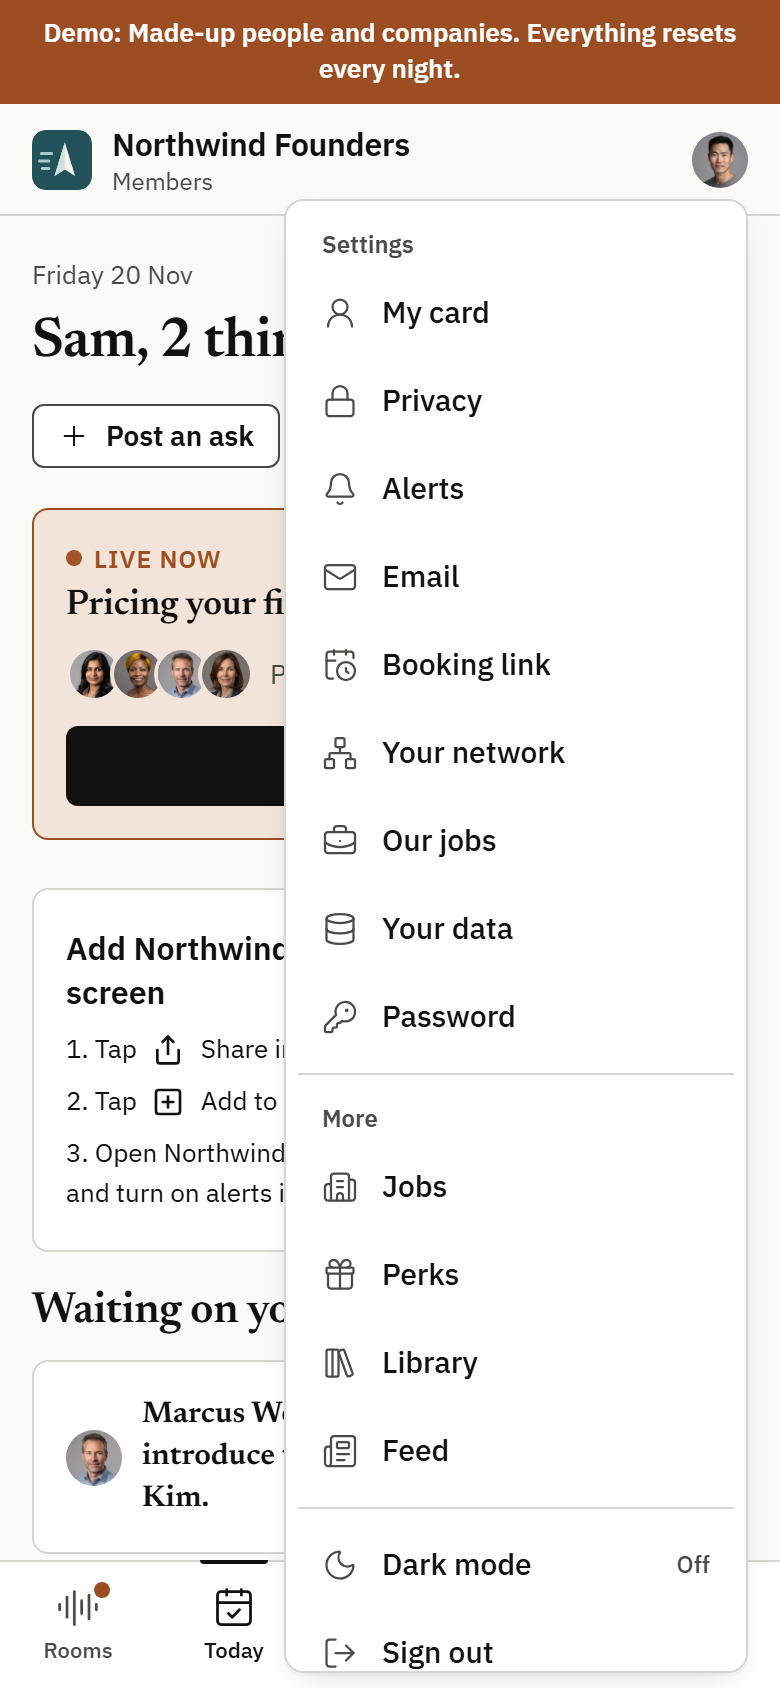 Demo: Made-up people and companies. Everything resets
every night.
Northwind Founders
Members
Friday 20 Nov
Sam, 2
Post an ask
LIVE NOW
Pricing your
Add Northwind
screen
1. Tap Share
2. Tap Add to
3. Open Northwind
and turn on alerts
Waiting on
Marcus
introduce
Kim.
Rooms
Today
Settings
My card
Privacy
Alerts
Email
Booking link
Your network
Our jobs
Your data
Password
More
Jobs
Perks
Library
Feed
Dark mode Off
Sign out